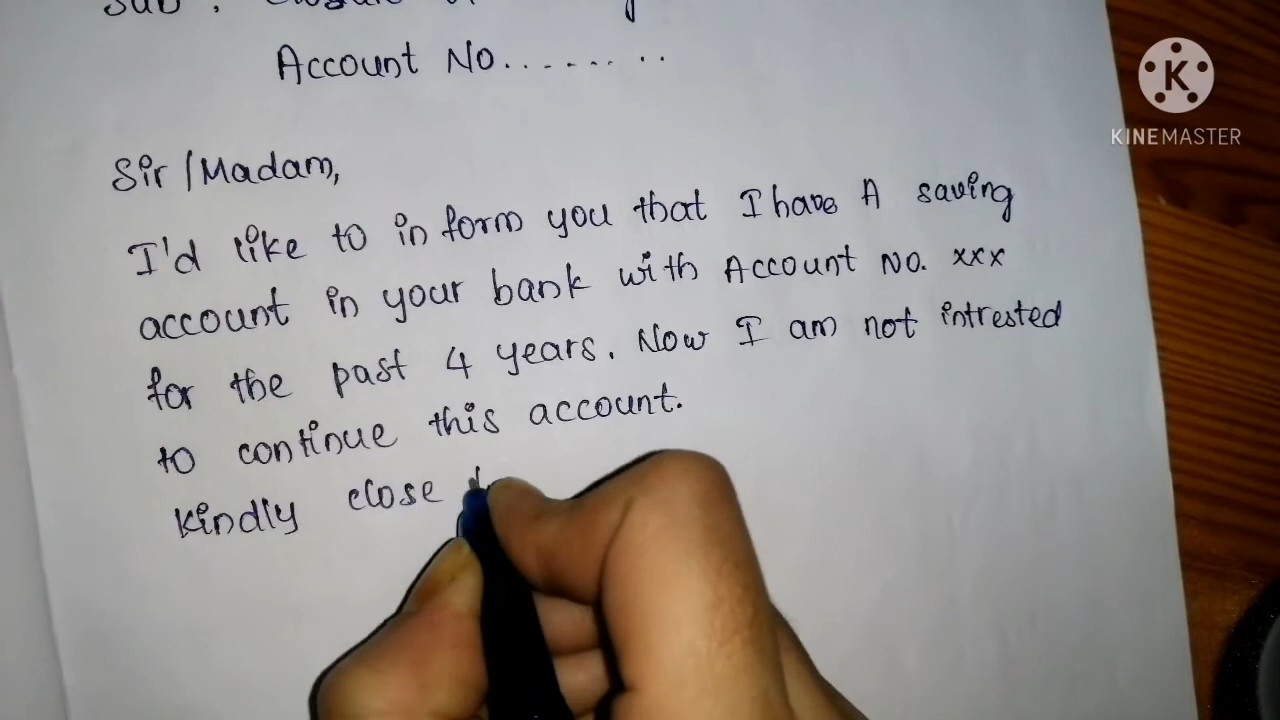 Sub :
Account No........
Sir /Madam,
I'd like to inform you that I have A saving
account in your bank with Account No. xxx
for the past 4 years. Now I am not intrested
to continue this account.
Kindly close
K
KINEMASTER